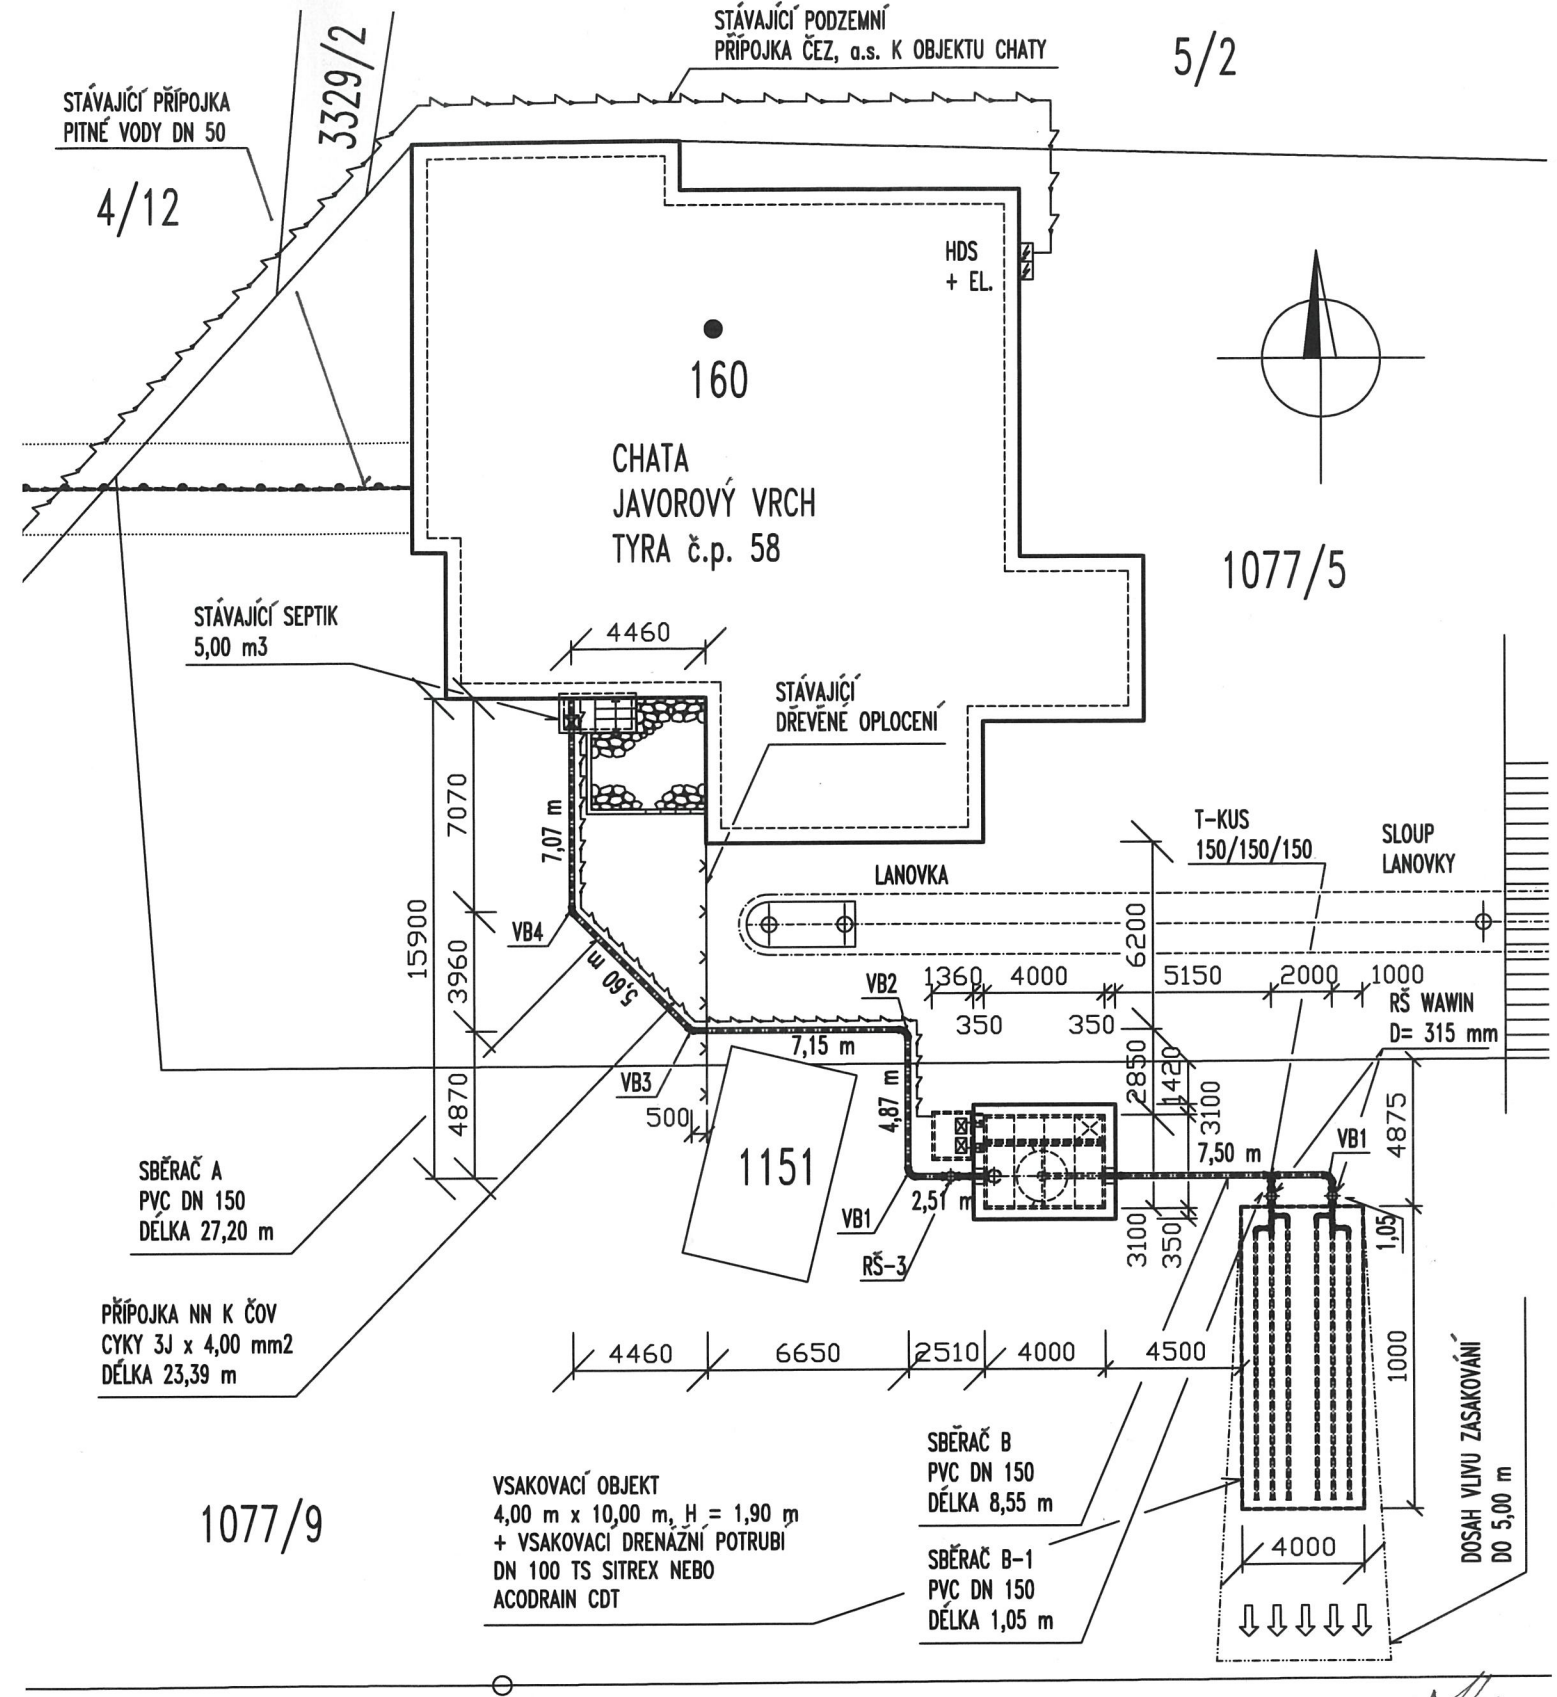 STÁVAJÍCÍ PODZEMNÍ
PŘÍPOJKA ČEZ, a.s. K OBJEKTU CHATY
5/2
3329/2
STÁVAJÍCÍ PŘÍPOJKA
PITNÉ VODY DN 50
4/12
HDS
+ EL.
160
CHATA
JAVOROVÝ VRCH
TYRA č.p. 58
1077/5
STÁVAJÍCÍ SEPTIK
5,00 m3
4460
STÁVAJÍCÍ
DŘEVĚNÉ OPLOCENÍ
7070
7,07 m
T-KUS
150/150/150
SLOUP
LANOVKY
LANOVKA
15900
3960
VB4
5,60 m
6200
1360
4000
5150
2000
1000
VB2
350
350
RŠ WAWIN
D= 315 mm
7,15 m
VB3
4870
500
4,87 m
2850
1420
3100
4875
1151
7,50 m
VB1
2,51 m
VB1
RŠ-3
3100
350
1,05
SBĚRAČ A
PVC DN 150
DÉLKA 27,20 m
PŘÍPOJKA NN K ČOV
CYKY 3J x 4,00 mm2
DÉLKA 23,39 m
4460
6650
2510
4000
4500
1000
DOSAH VLIVU ZASAKOVÁNÍ
DO 5,00 m
SBĚRAČ B
PVC DN 150
DÉLKA 8,55 m
VSAKOVACÍ OBJEKT
4,00 m x 10,00 m, H = 1,90 m
+ VSAKOVACÍ DRENÁŽNÍ POTRUBÍ
DN 100 TS SITREX NEBO
ACODRAIN CDT
1077/9
4000
SBĚRAČ B-1
PVC DN 150
DÉLKA 1,05 m